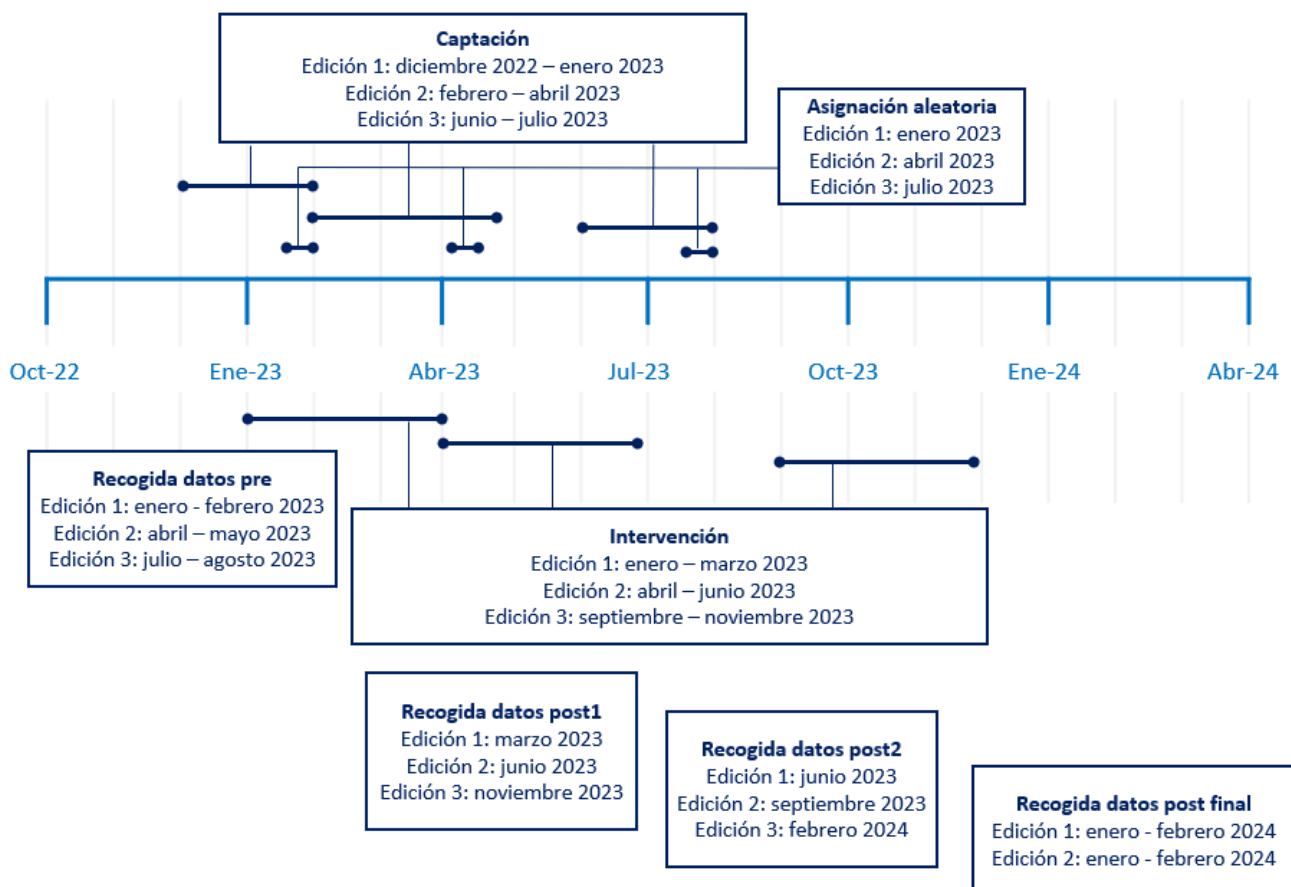 Captación
Edición 1: diciembre 2022 – enero 2023
Edición 2: febrero – abril 2023
Edición 3: junio – julio 2023
Asignación aleatoria
Edición 1: enero 2023
Edición 2: abril 2023
Edición 3: julio 2023
Oct-22
Ene-23
Abr-23
Jul-23
Oct-23
Ene-24
Abr-24
Recogida datos pre
Edición 1: enero - febrero 2023
Edición 2: abril – mayo 2023
Edición 3: julio – agosto 2023
Intervención
Edición 1: enero – marzo 2023
Edición 2: abril – junio 2023
Edición 3: septiembre – noviembre 2023
Recogida datos post1
Edición 1: marzo 2023
Edición 2: junio 2023
Edición 3: noviembre 2023
Recogida datos post2
Edición 1: junio 2023
Edición 2: septiembre 2023
Edición 3: febrero 2024
Recogida datos post final
Edición 1: enero - febrero 2024
Edición 2: enero - febrero 2024